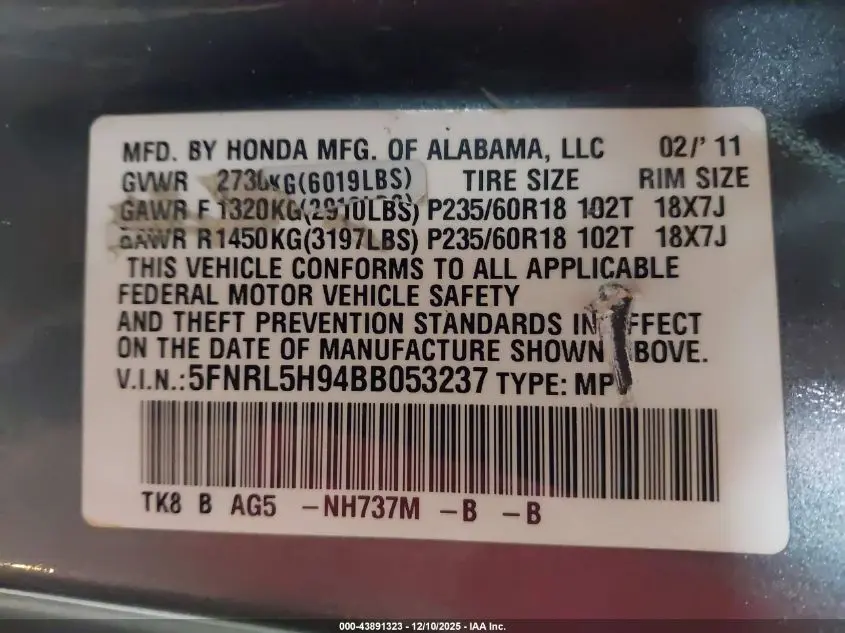 MFD. BY HONDA MFG. OF ALABAMA, LLC 02/' 11
GVWR 2730KG(6019LBS) TIRE SIZE RIM SIZE
GAWR F 1320KG(2910LBS) P235/60R18 102T 18X7J
GAWR R1450KG(3197LBS) P235/60R18 102T 18X7J
THIS VEHICLE CONFORMS TO ALL APPLICABLE
FEDERAL MOTOR VEHICLE SAFETY
AND THEFT PREVENTION STANDARDS IN FFECT
ON THE DATE OF MANUFACTURE SHOWN BOVE.
V.I.N.:5FNRL5H94BB053237 TYPE: MP
TK8 B AG5 -NH737M -B -B
000-43891323 - 12/10/2025 - IAA Inc.